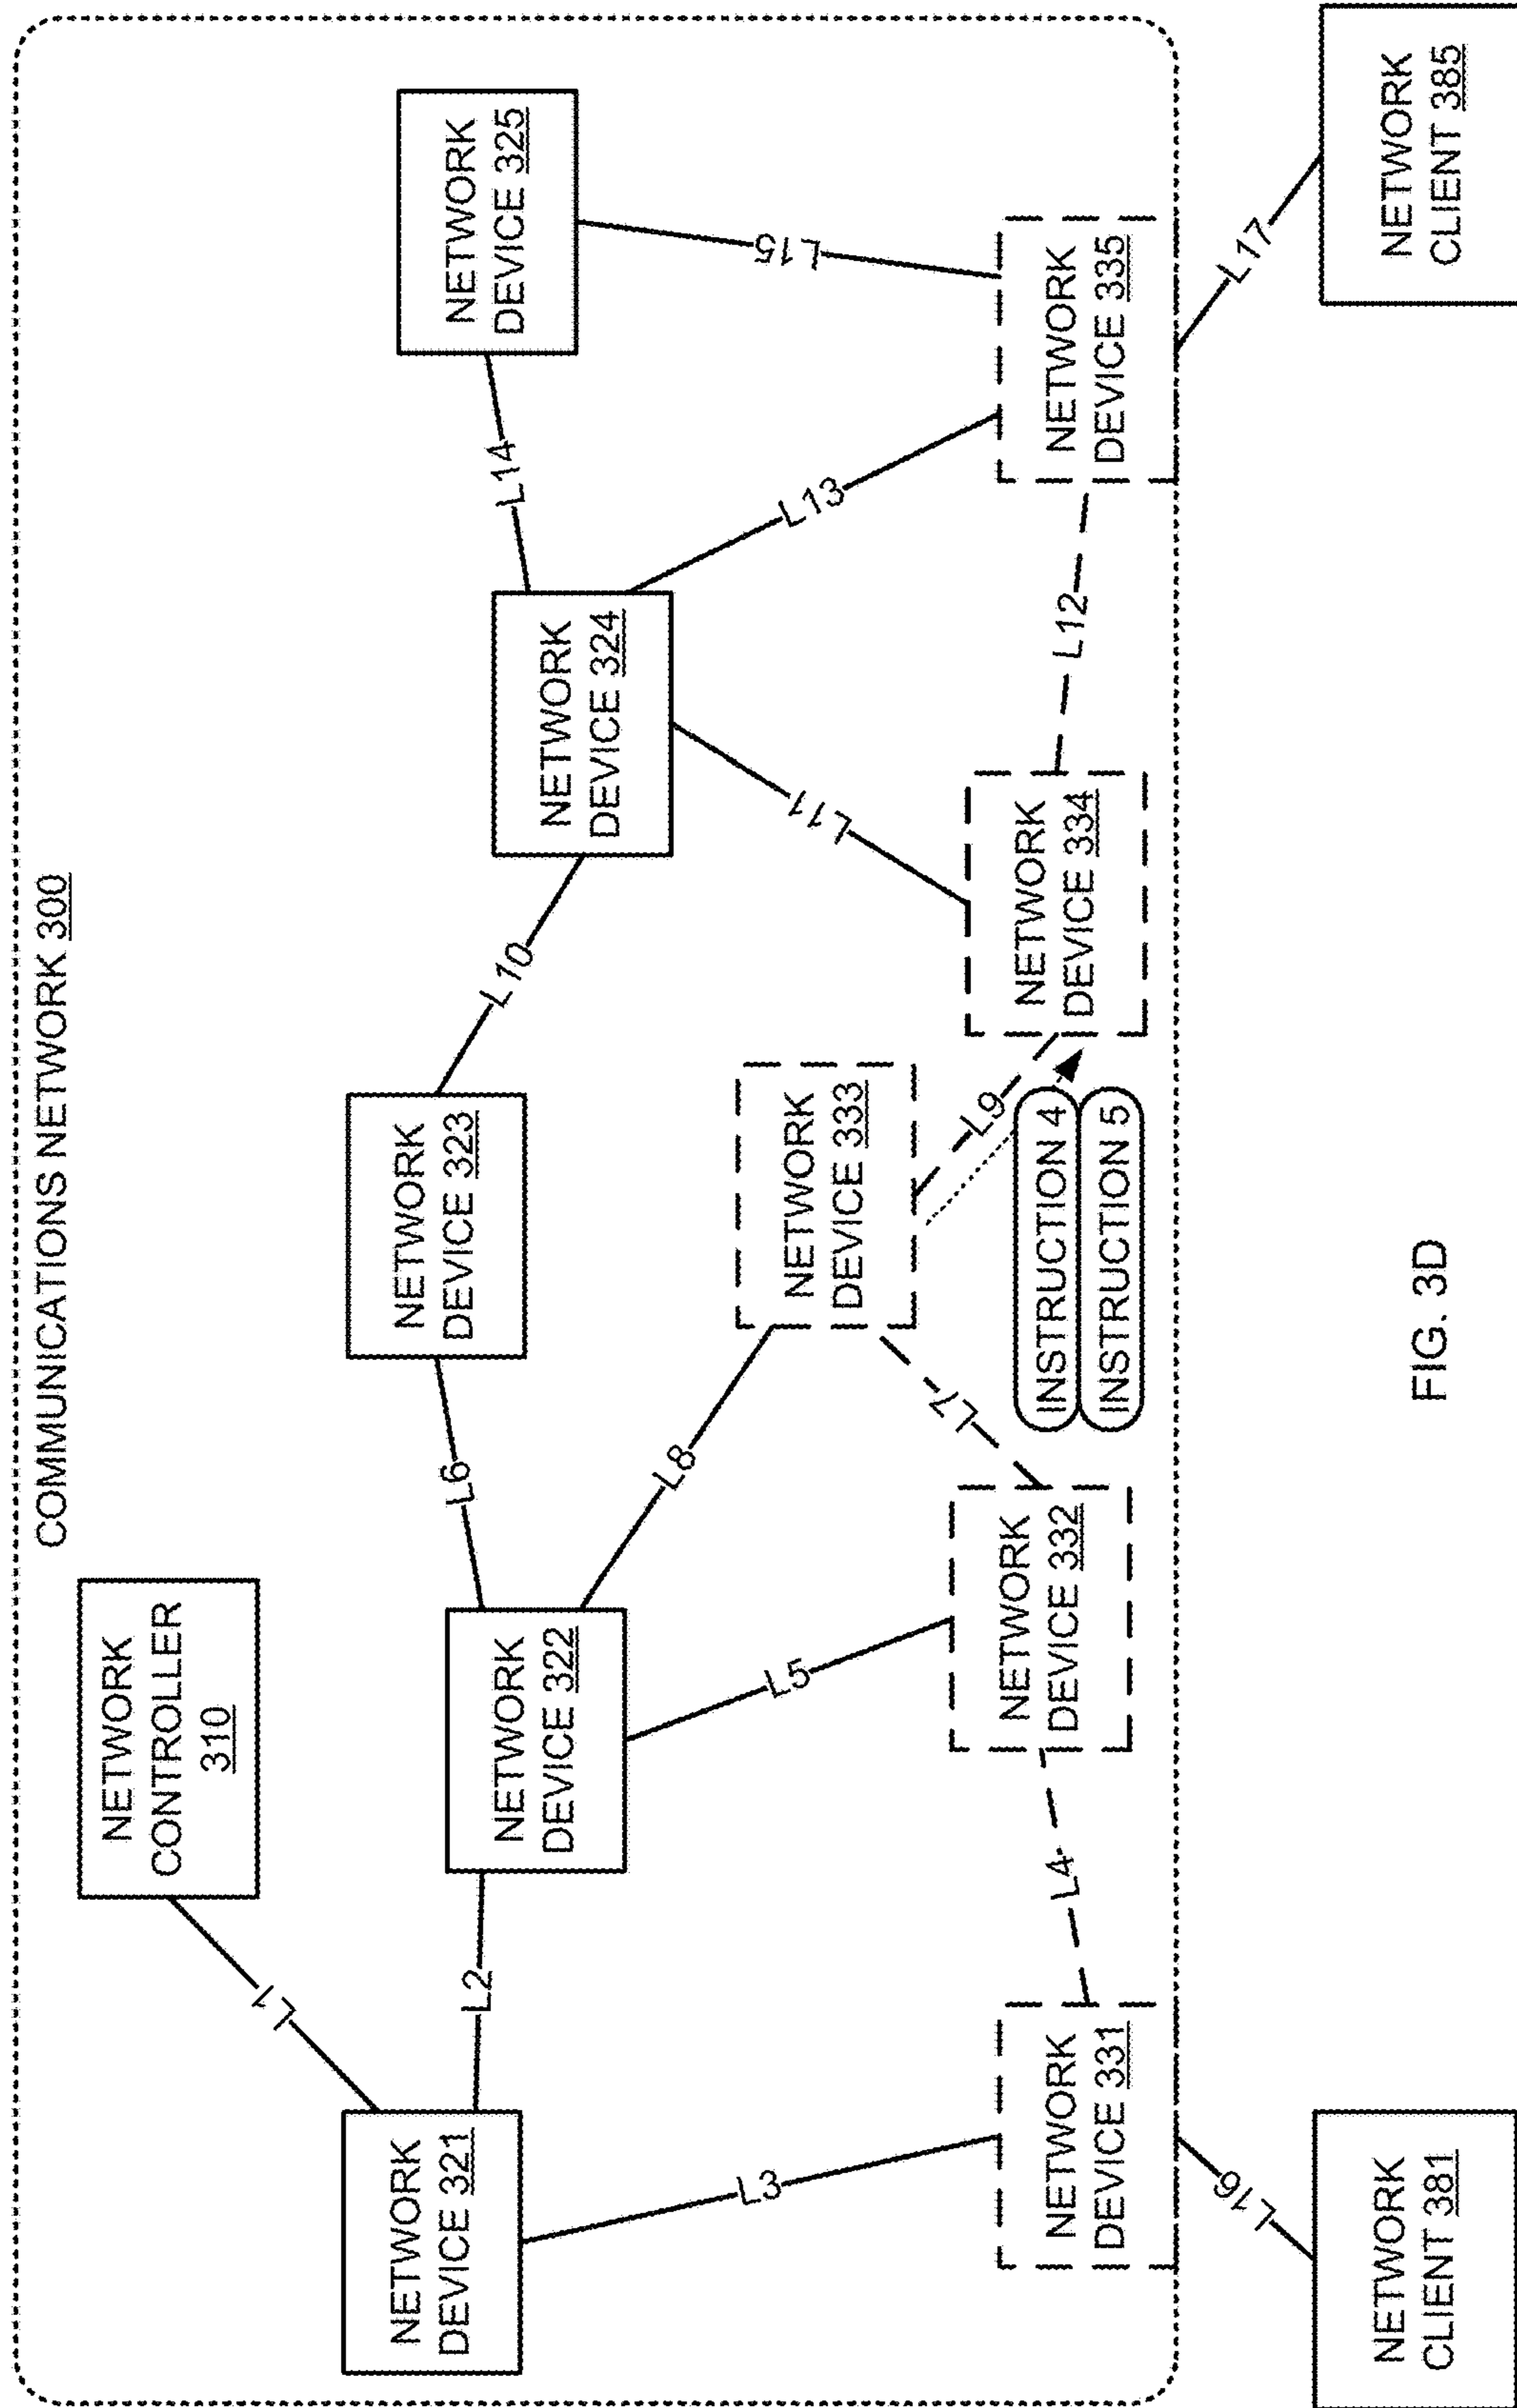 COMMUNICATIONS NETWORK 300
NETWORK
CONTROLLER
310
L1
NETWORK
DEVICE 321
L2
NETWORK
DEVICE 322
L6
NETWORK
DEVICE 323
L10
NETWORK
DEVICE 324
L14
NETWORK
DEVICE 325
L3
L5
L8
L11
L13
L15
NETWORK
DEVICE 331
L4
NETWORK
DEVICE 332
L7
NETWORK
DEVICE 333
L9
NETWORK
DEVICE 334
L12
NETWORK
DEVICE 335
INSTRUCTION 4
INSTRUCTION 5
L16
L17
NETWORK
CLIENT 381
NETWORK
CLIENT 385
FIG. 3D